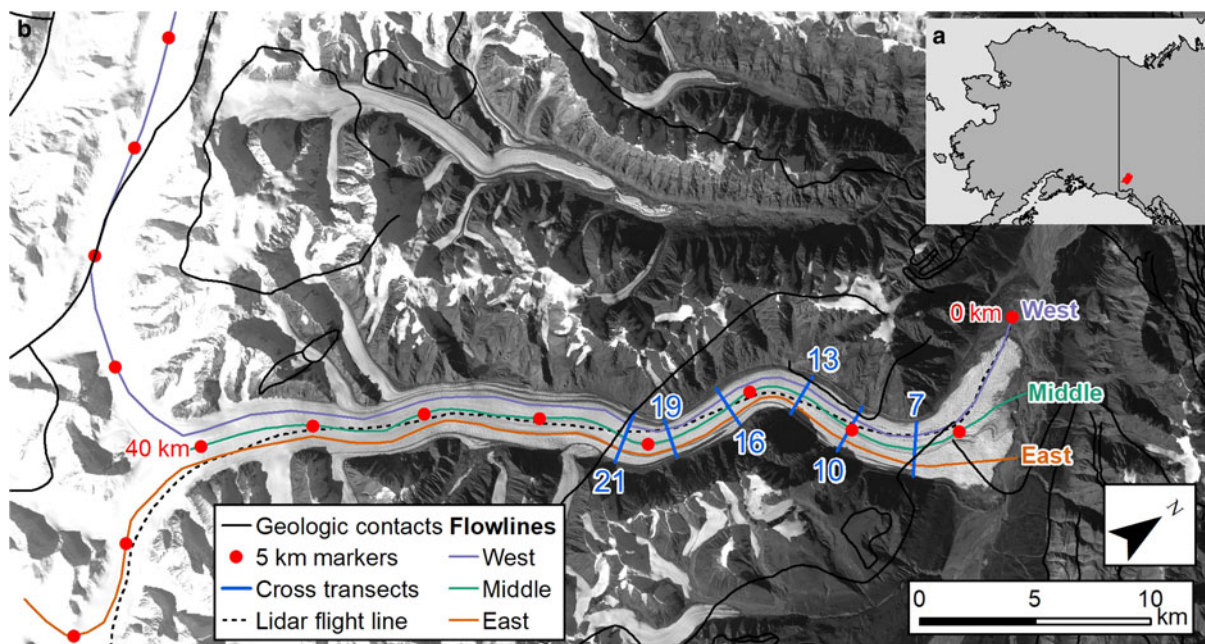 b
a
0 km
West
13
7
Middle
19
40 km
16
10
East
21
Geologic contacts Flowlines
5 km markers West
Cross transects Middle
Lidar flight line East
N
0 5 10
km